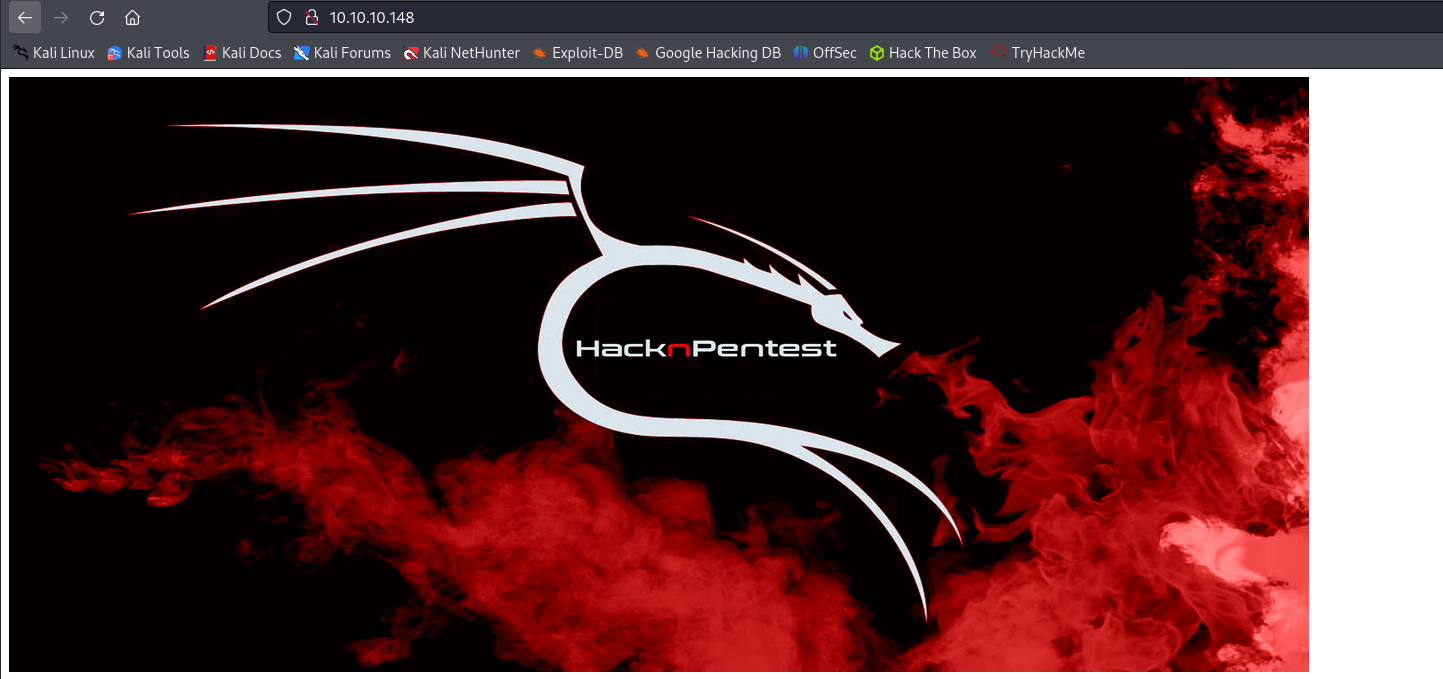 10.10.10.148
Kali Linux Kali Tools Kali Docs Kali Forums Kali NetHunter Exploit-DB Google Hacking DB OffSec Hack The Box TryHackMe
HacknPentest